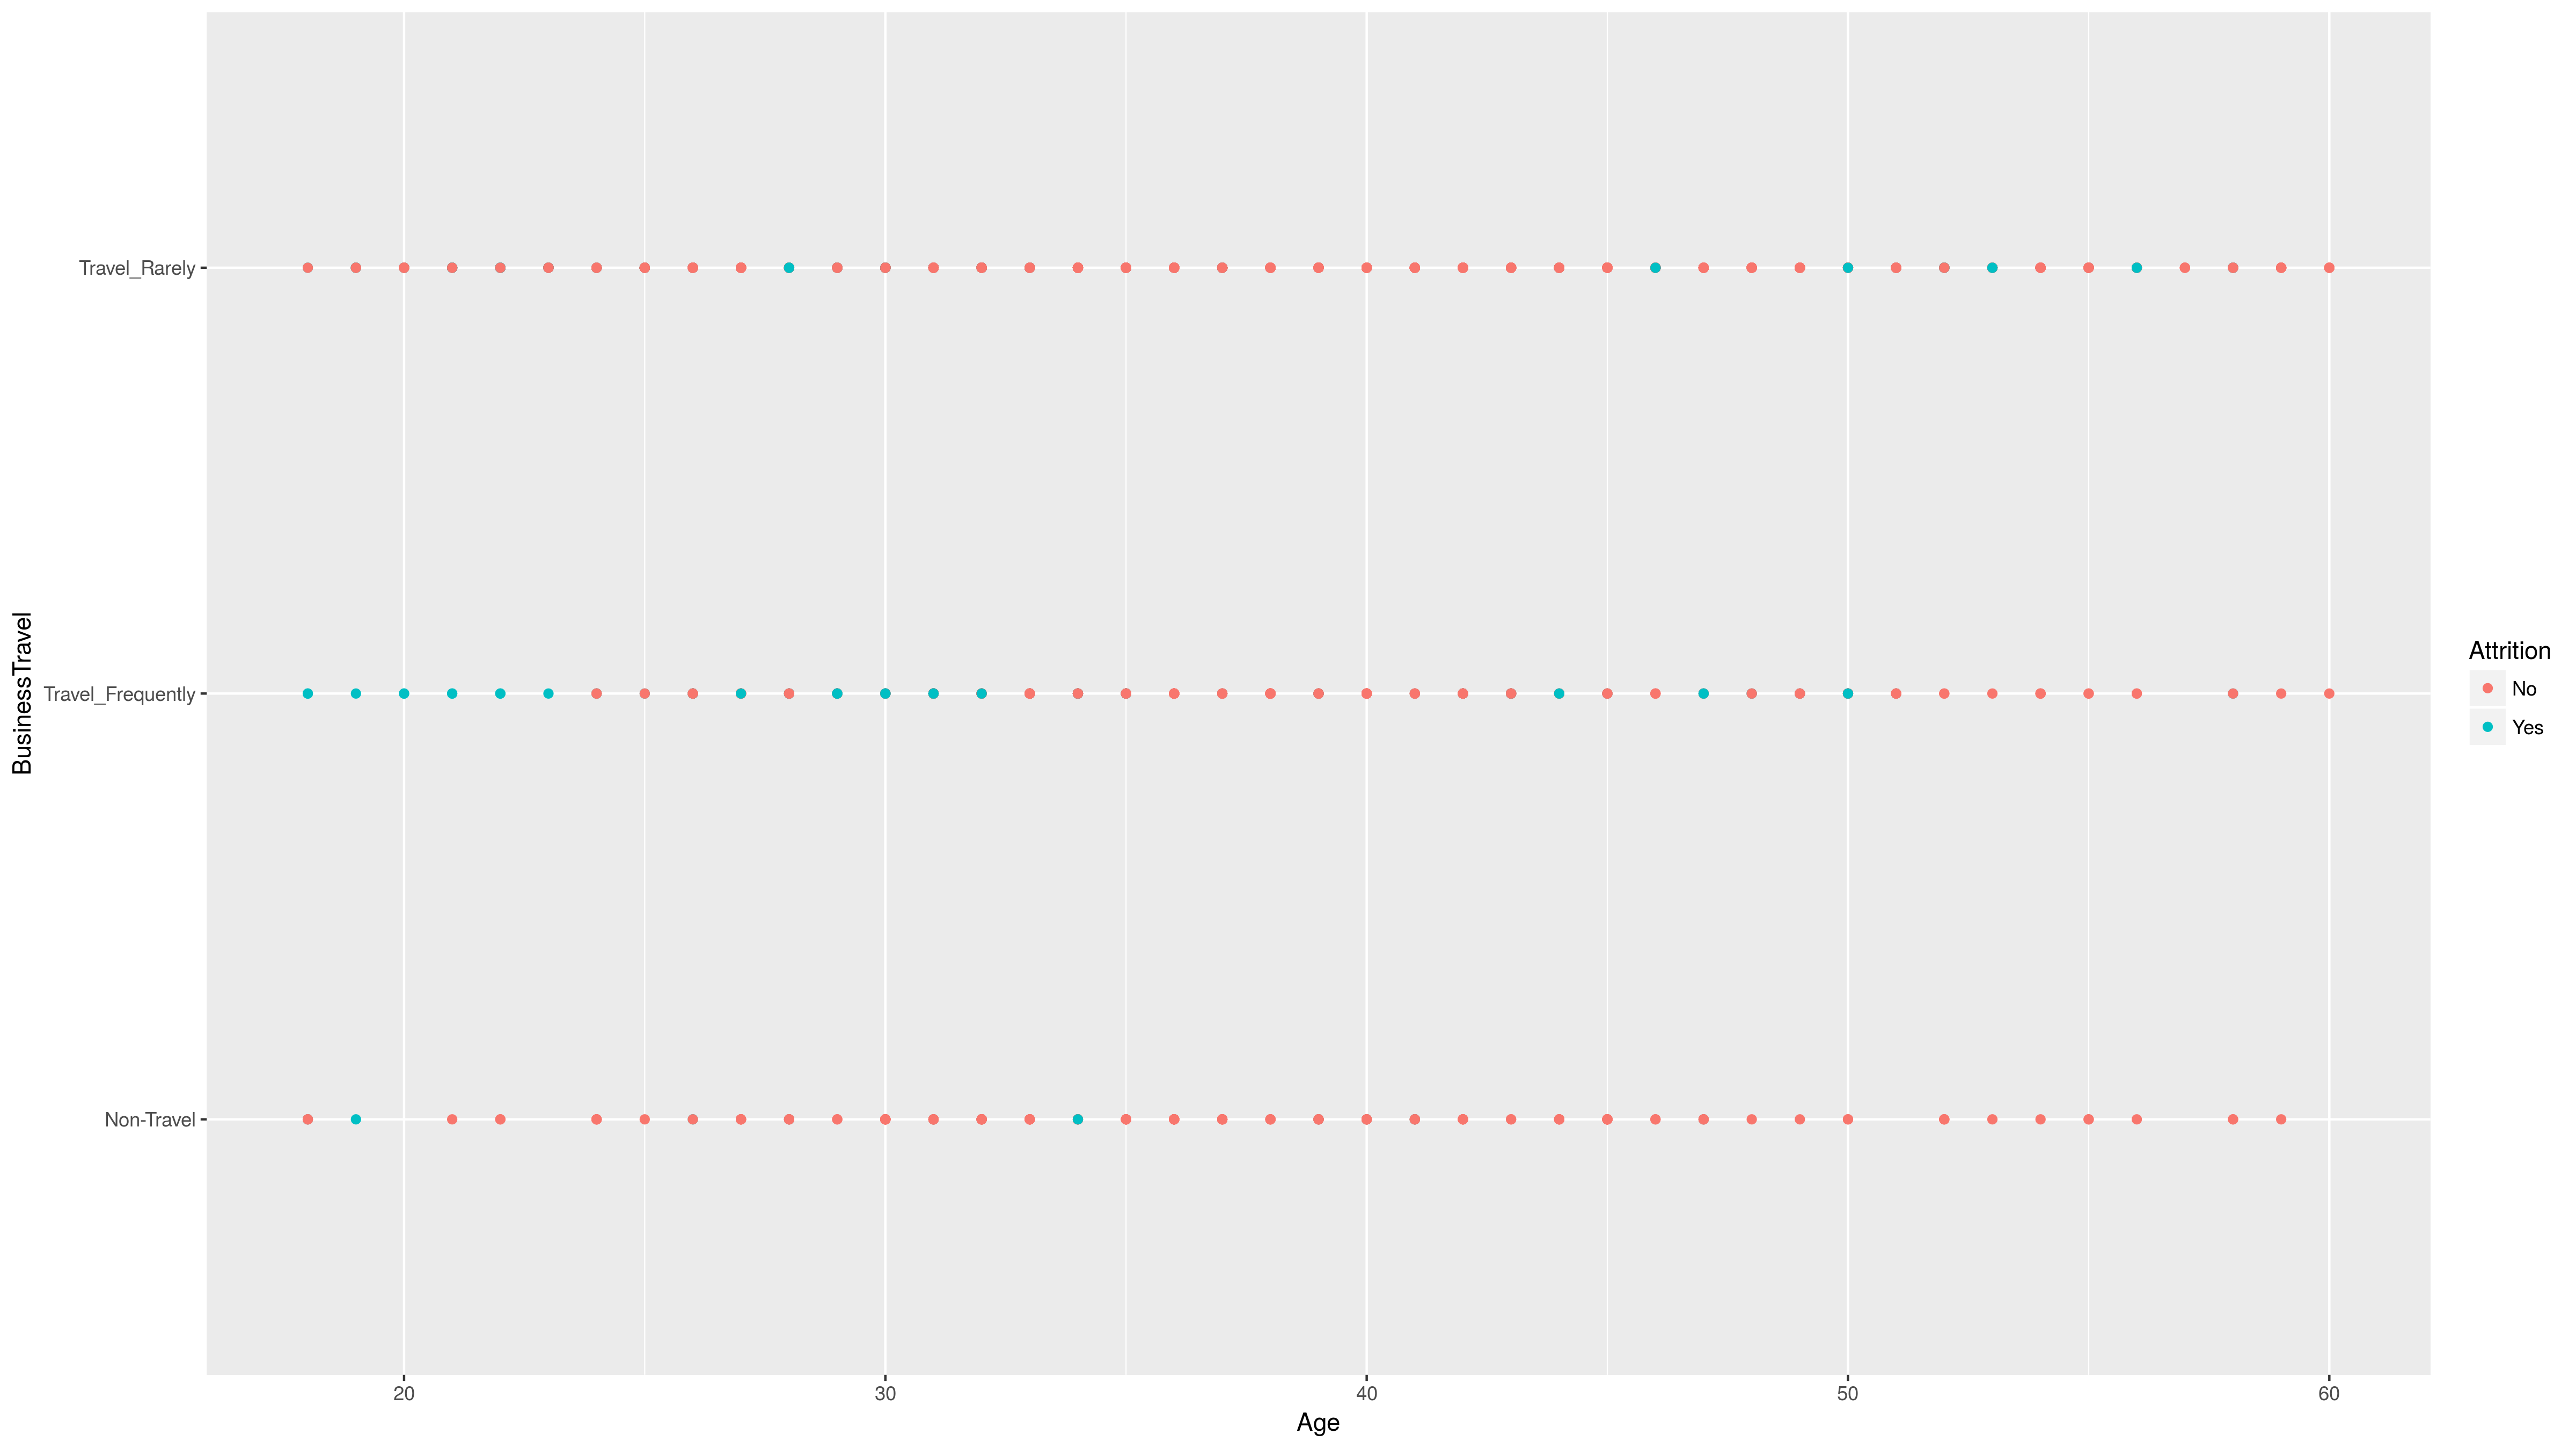 Travel_Rarely
Travel_Frequently
Non-Travel
BusinessTravel
20 30 40 50 60
Age
Attrition
No
Yes